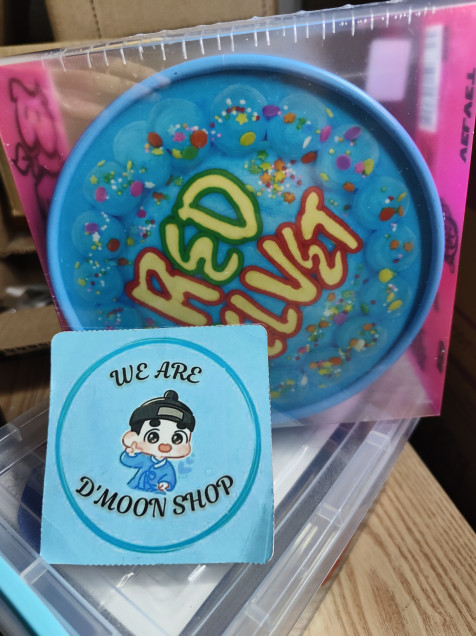 RED
VELVET
WE ARE
D'MOON SHOP